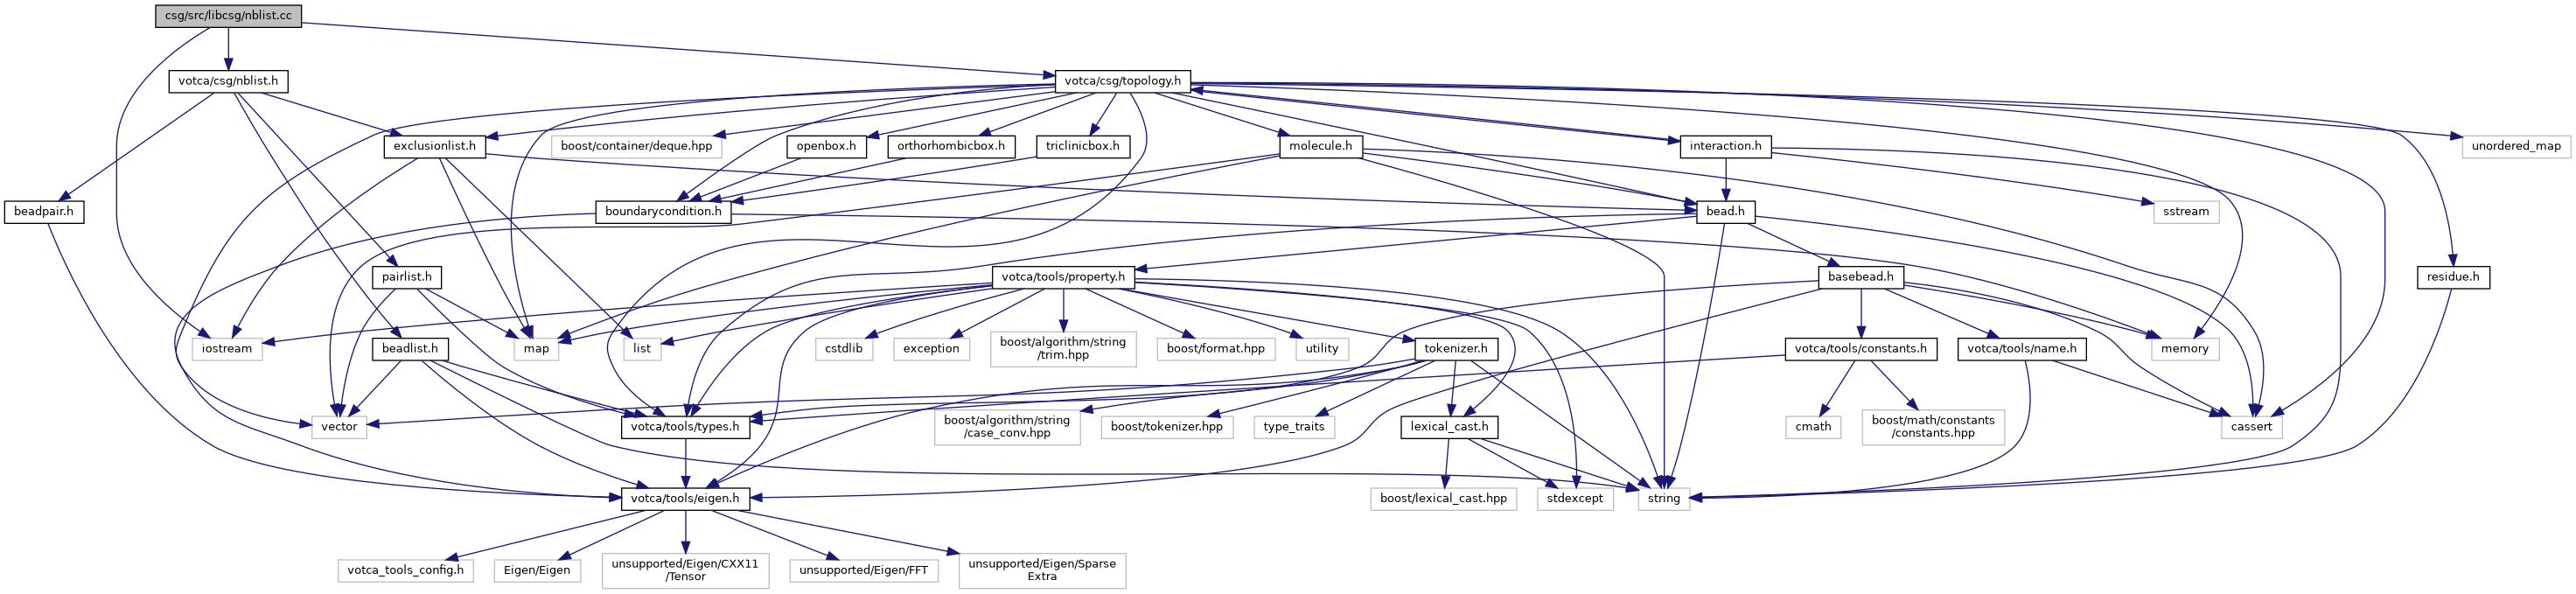 csg/src/libcsg/nblist.cc
votca/csg/nblist.h
votca/csg/topology.h
exclusionlist.h
boost/container/deque.hpp
openbox.h
orthorhombicbox.h
triclinicbox.h
molecule.h
interaction.h
unordered_map
beadpair.h
boundarycondition.h
bead.h
sstream
pairlist.h
votca/tools/property.h
basebead.h
residue.h
iostream
beadlist.h
map
list
cstdlib
exception
boost/algorithm/string
/trim.hpp
boost/format.hpp
utility
tokenizer.h
votca/tools/constants.h
votca/tools/name.h
memory
vector
votca/tools/types.h
boost/algorithm/string
/case_conv.hpp
boost/tokenizer.hpp
type_traits
lexical_cast.h
cmath
boost/math/constants
/constants.hpp
cassert
votca/tools/eigen.h
boost/lexical_cast.hpp
stdexcept
string
votca_tools_config.h
Eigen/Eigen
unsupported/Eigen/CXX11
/Tensor
unsupported/Eigen/FFT
unsupported/Eigen/Sparse
Extra